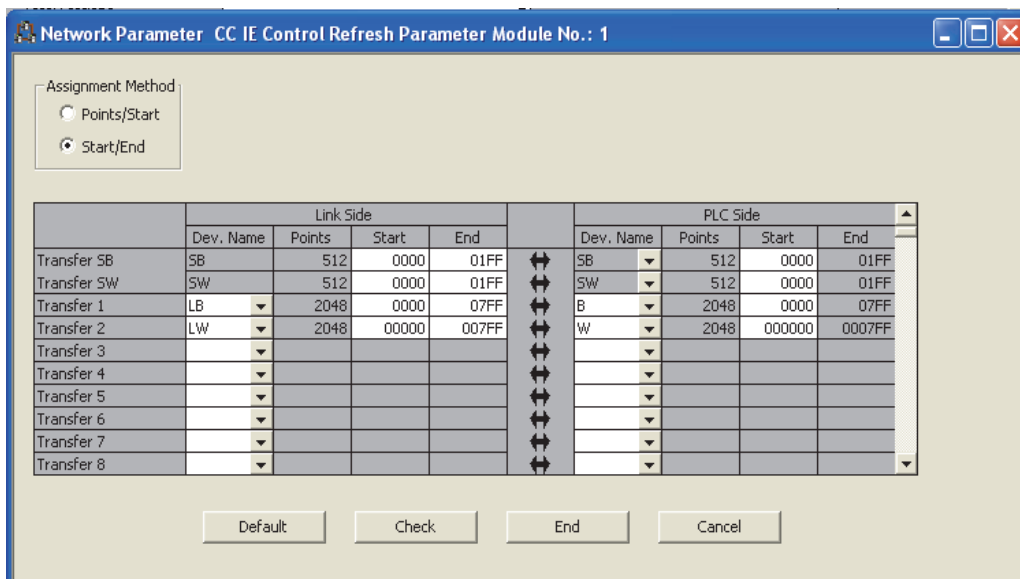 Network Parameter CC IE Control Refresh Parameter Module No.: 1
Assignment Method
Points/Start
Start/End
Link Side PLC Side
Dev. Name Points Start End Dev. Name Points Start End
Transfer SB SB 512 0000 01FF SB 512 0000 01FF
Transfer SW SW 512 0000 01FF SW 512 0000 01FF
Transfer 1 LB 2048 0000 07FF B 2048 0000 07FF
Transfer 2 LW 2048 00000 007FF W 2048 000000 0007FF
Transfer 3
Transfer 4
Transfer 5
Transfer 6
Transfer 7
Transfer 8
Default Check End Cancel